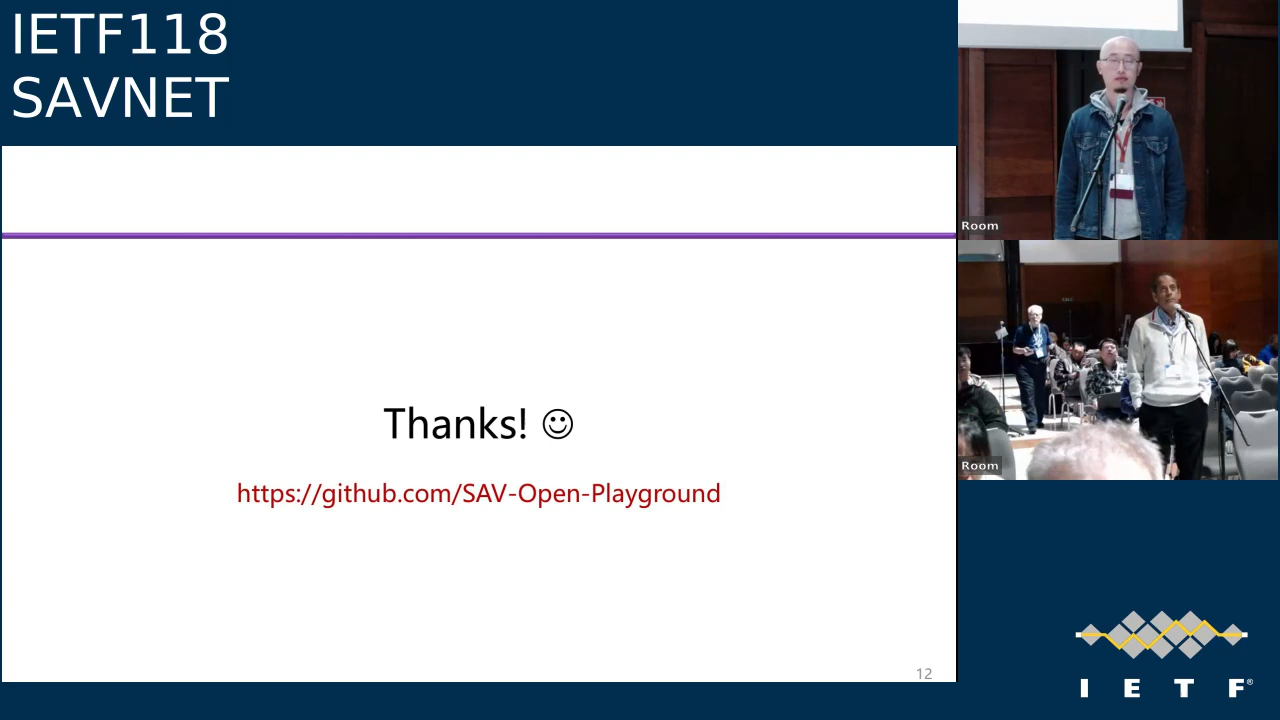 IETF118
SAVNET
Room
Thanks! ☺
https://github.com/SAV-Open-Playground
Room
12
I E T F®